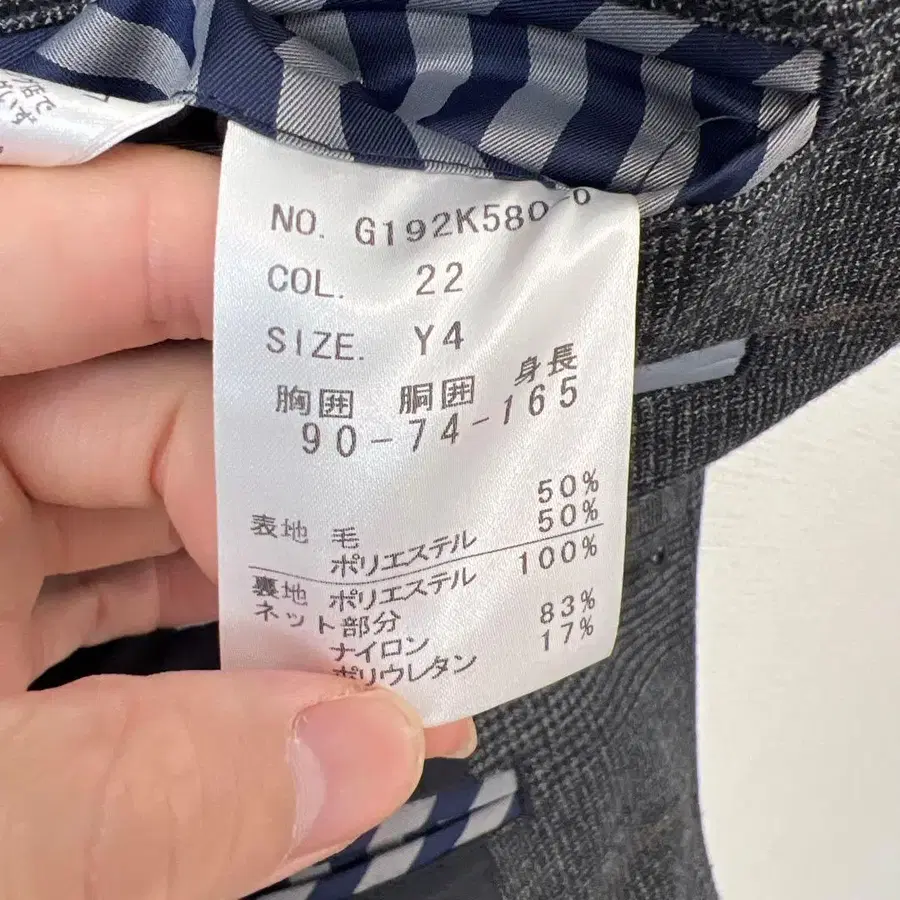 NO. G192K580-6
COL. 22
SIZE. Y4
胸囲 胴囲 身長
90-74-165
表地 毛 50%
ポリエステル 50%
裏地 ポリエステル 100%
ネット部分
ナイロン 83%
ポリウレタン 17%